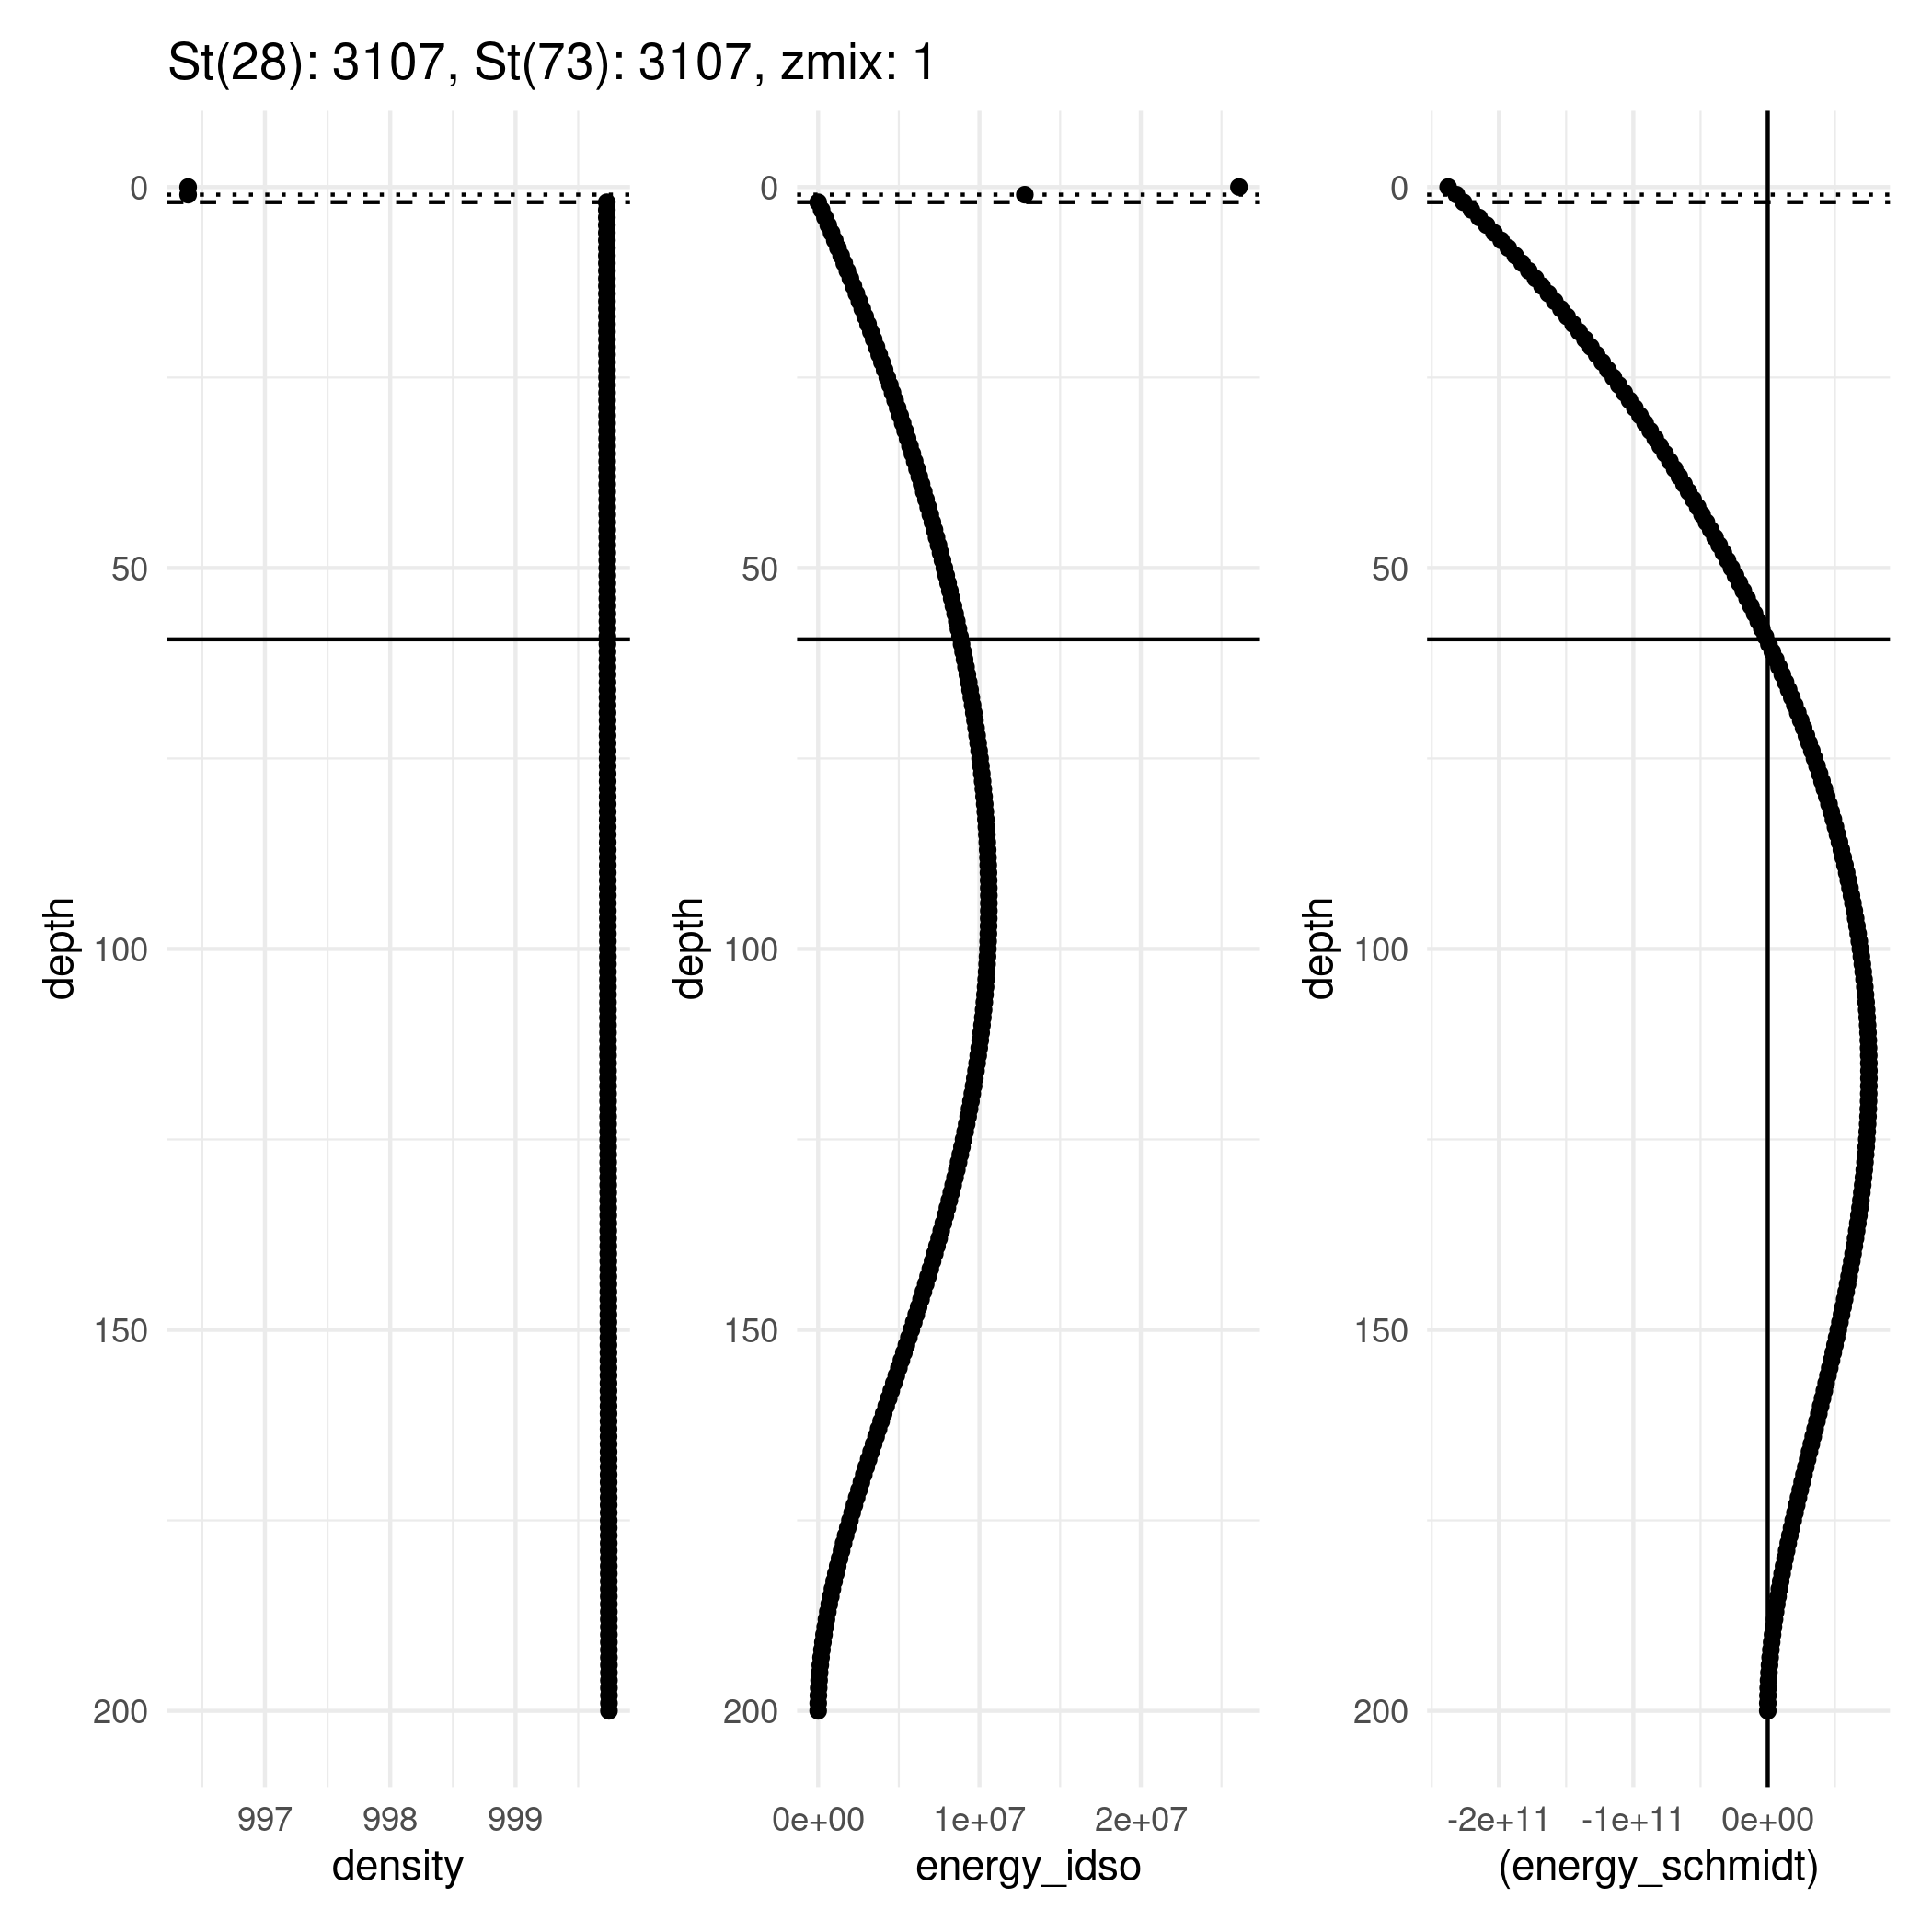 St(28): 3107, St(73): 3107, zmix: 1
0
50
100
150
200
depth
997 998 999
density
0
50
100
150
200
depth
0e+00 1e+07 2e+07
energy_idso
0
50
100
150
200
depth
-2e+11 -1e+11 0e+00
(energy_schmidt)